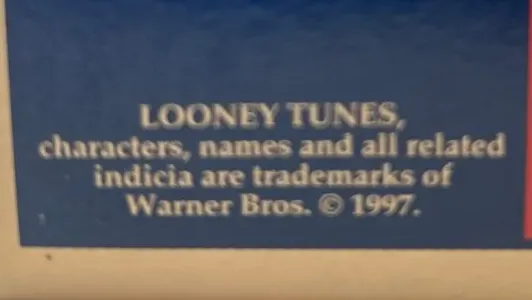 LOONEY TUNES,
characters, names and all related
indicia are trademarks of
Warner Bros. © 1997.